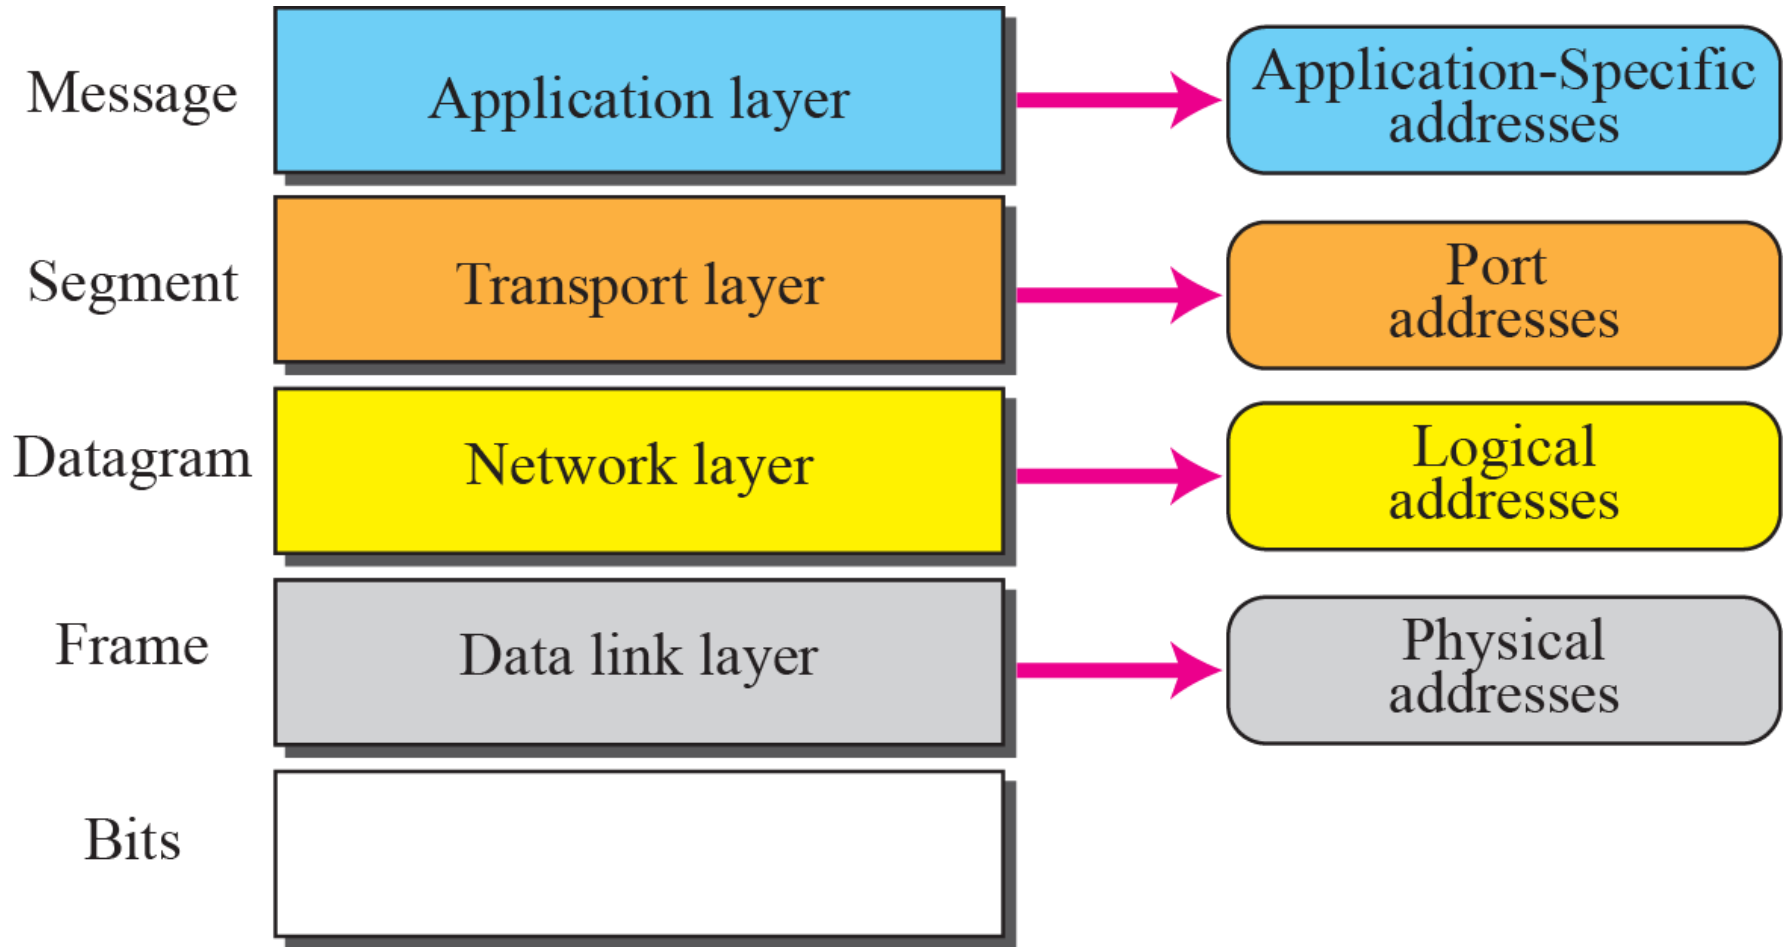 Message
Application layer
Application-Specific
addresses
Segment
Transport layer
Port
addresses
Datagram
Network layer
Logical
addresses
Frame
Data link layer
Physical
addresses
Bits